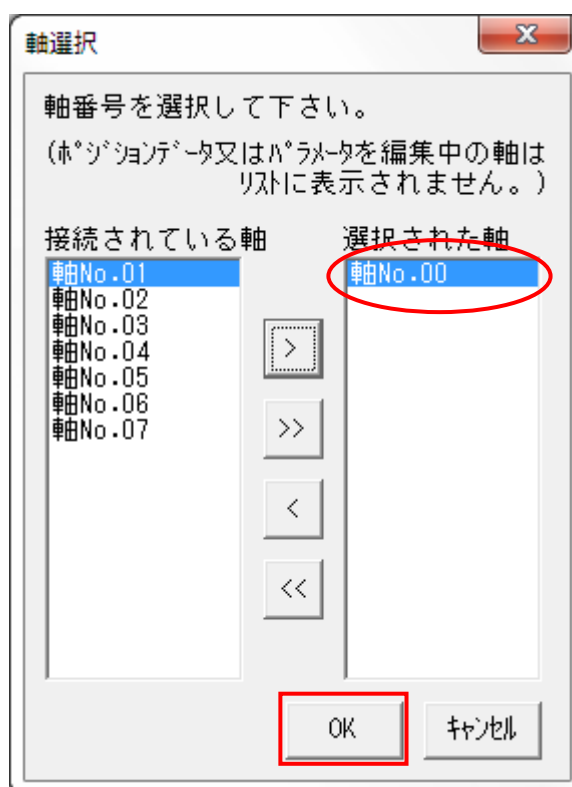 軸選択
軸番号を選択して下さい。
(ﾎﾟｼﾞｼｮﾝﾃﾞｰﾀ又はﾊﾟﾗﾒｰﾀを編集中の軸は
ﾘｽﾄに表示されません。)
接続されている軸
軸No.01
軸No.02
軸No.03
軸No.04
軸No.05
軸No.06
軸No.07
>
>>
<
<<
選択された軸
軸No.00
OK
ｷｬﾝｾﾙ